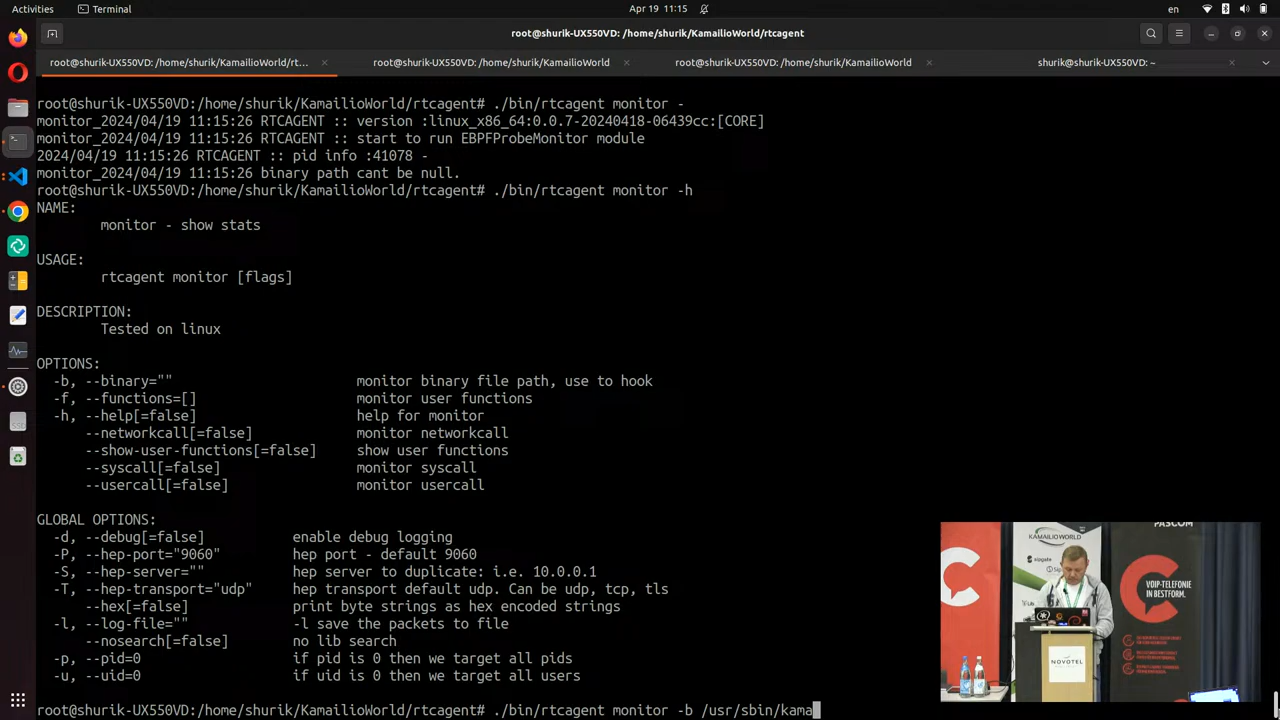 Activities
Terminal
Apr 19 11:15
en
root@shurik-UX550VD: /home/shurik/KamailioWorld/rtcagent
root@shurik-UX550VD: /home/shurik/KamailioWorld/rt...
root@shurik-UX550VD: /home/shurik/KamailioWorld
root@shurik-UX550VD: /home/shurik/KamailioWorld
shurik@shurik-UX550VD: ~
root@shurik-UX550VD:/home/shurik/KamailioWorld/rtcagent# ./bin/rtcagent monitor -
monitor_2024/04/19 11:15:26 RTCAGENT :: version :linux_x86_64:0.0.7-20240418-06439cc:[CORE]
monitor_2024/04/19 11:15:26 RTCAGENT :: start to run EBPFProbeMonitor module
2024/04/19 11:15:26 RTCAGENT :: pid info :41078 -
monitor_2024/04/19 11:15:26 binary path cant be null.
root@shurik-UX550VD:/home/shurik/KamailioWorld/rtcagent# ./bin/rtcagent monitor -h
NAME:
monitor - show stats
USAGE:
rtcagent monitor [flags]
DESCRIPTION:
Tested on linux
OPTIONS:
-b, --binary="" monitor binary file path, use to hook
-f, --functions=[] monitor user functions
-h, --help[=false] help for monitor
--networkcall[=false] monitor networkcall
--show-user-functions[=false] show user functions
--syscall[=false] monitor syscall
--usercall[=false] monitor usercall
GLOBAL OPTIONS:
-d, --debug[=false] enable debug logging
-P, --hep-port="9060" hep port - default 9060
-S, --hep-server="" hep server to duplicate: i.e. 10.0.0.1
-T, --hep-transport="udp" hep transport default udp. Can be udp, tcp, tls
--hex[=false] print byte strings as hex encoded strings
-l, --log-file="" -l save the packets to file
--nosearch[=false] no lib search
-p, --pid=0 if pid is 0 then we target all pids
-u, --uid=0 if uid is 0 then we target all users
root@shurik-UX550VD:/home/shurik/KamailioWorld/rtcagent# ./bin/rtcagent monitor -b /usr/sbin/kama
PASCOM
KAMAILIO WORLD
sipgate
VOIP-TELEFONIE
IN BESTFORM.
NOVOTEL